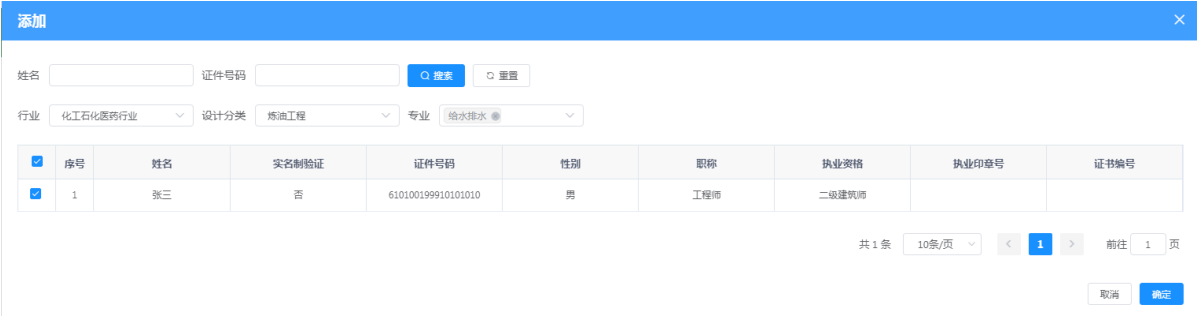 添加
姓名 证件号码 搜索 重置
行业 化工石化医药行业 设计分类 炼油工程 专业 给水排水
序号 姓名 实名制验证 证件号码 性别 职称 执业资格 执业印章号 证书编号
1 张三 否 610100199910101010 男 工程师 二级建筑师
共 1 条 10条/页 1 前往 1 页
取消 确定